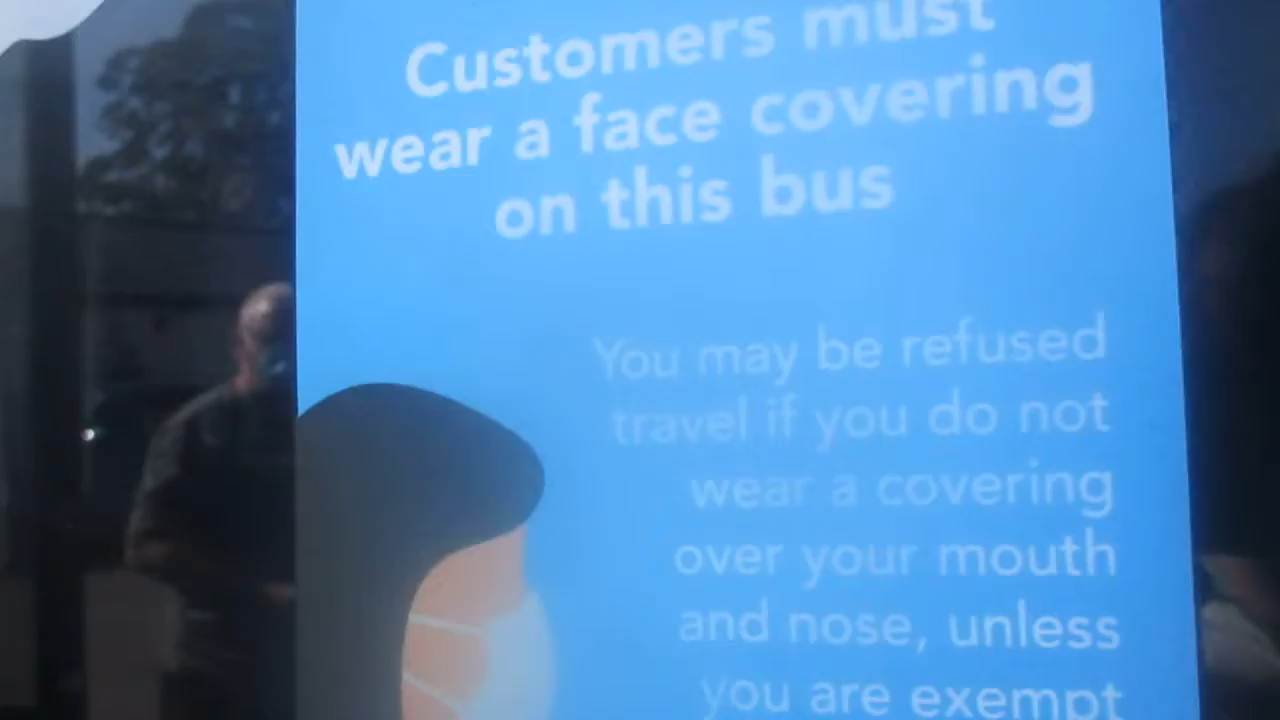 Customers must
wear a face covering
on this bus
You may be refused
travel if you do not
wear a covering
over your mouth
and nose, unless
you are exempt